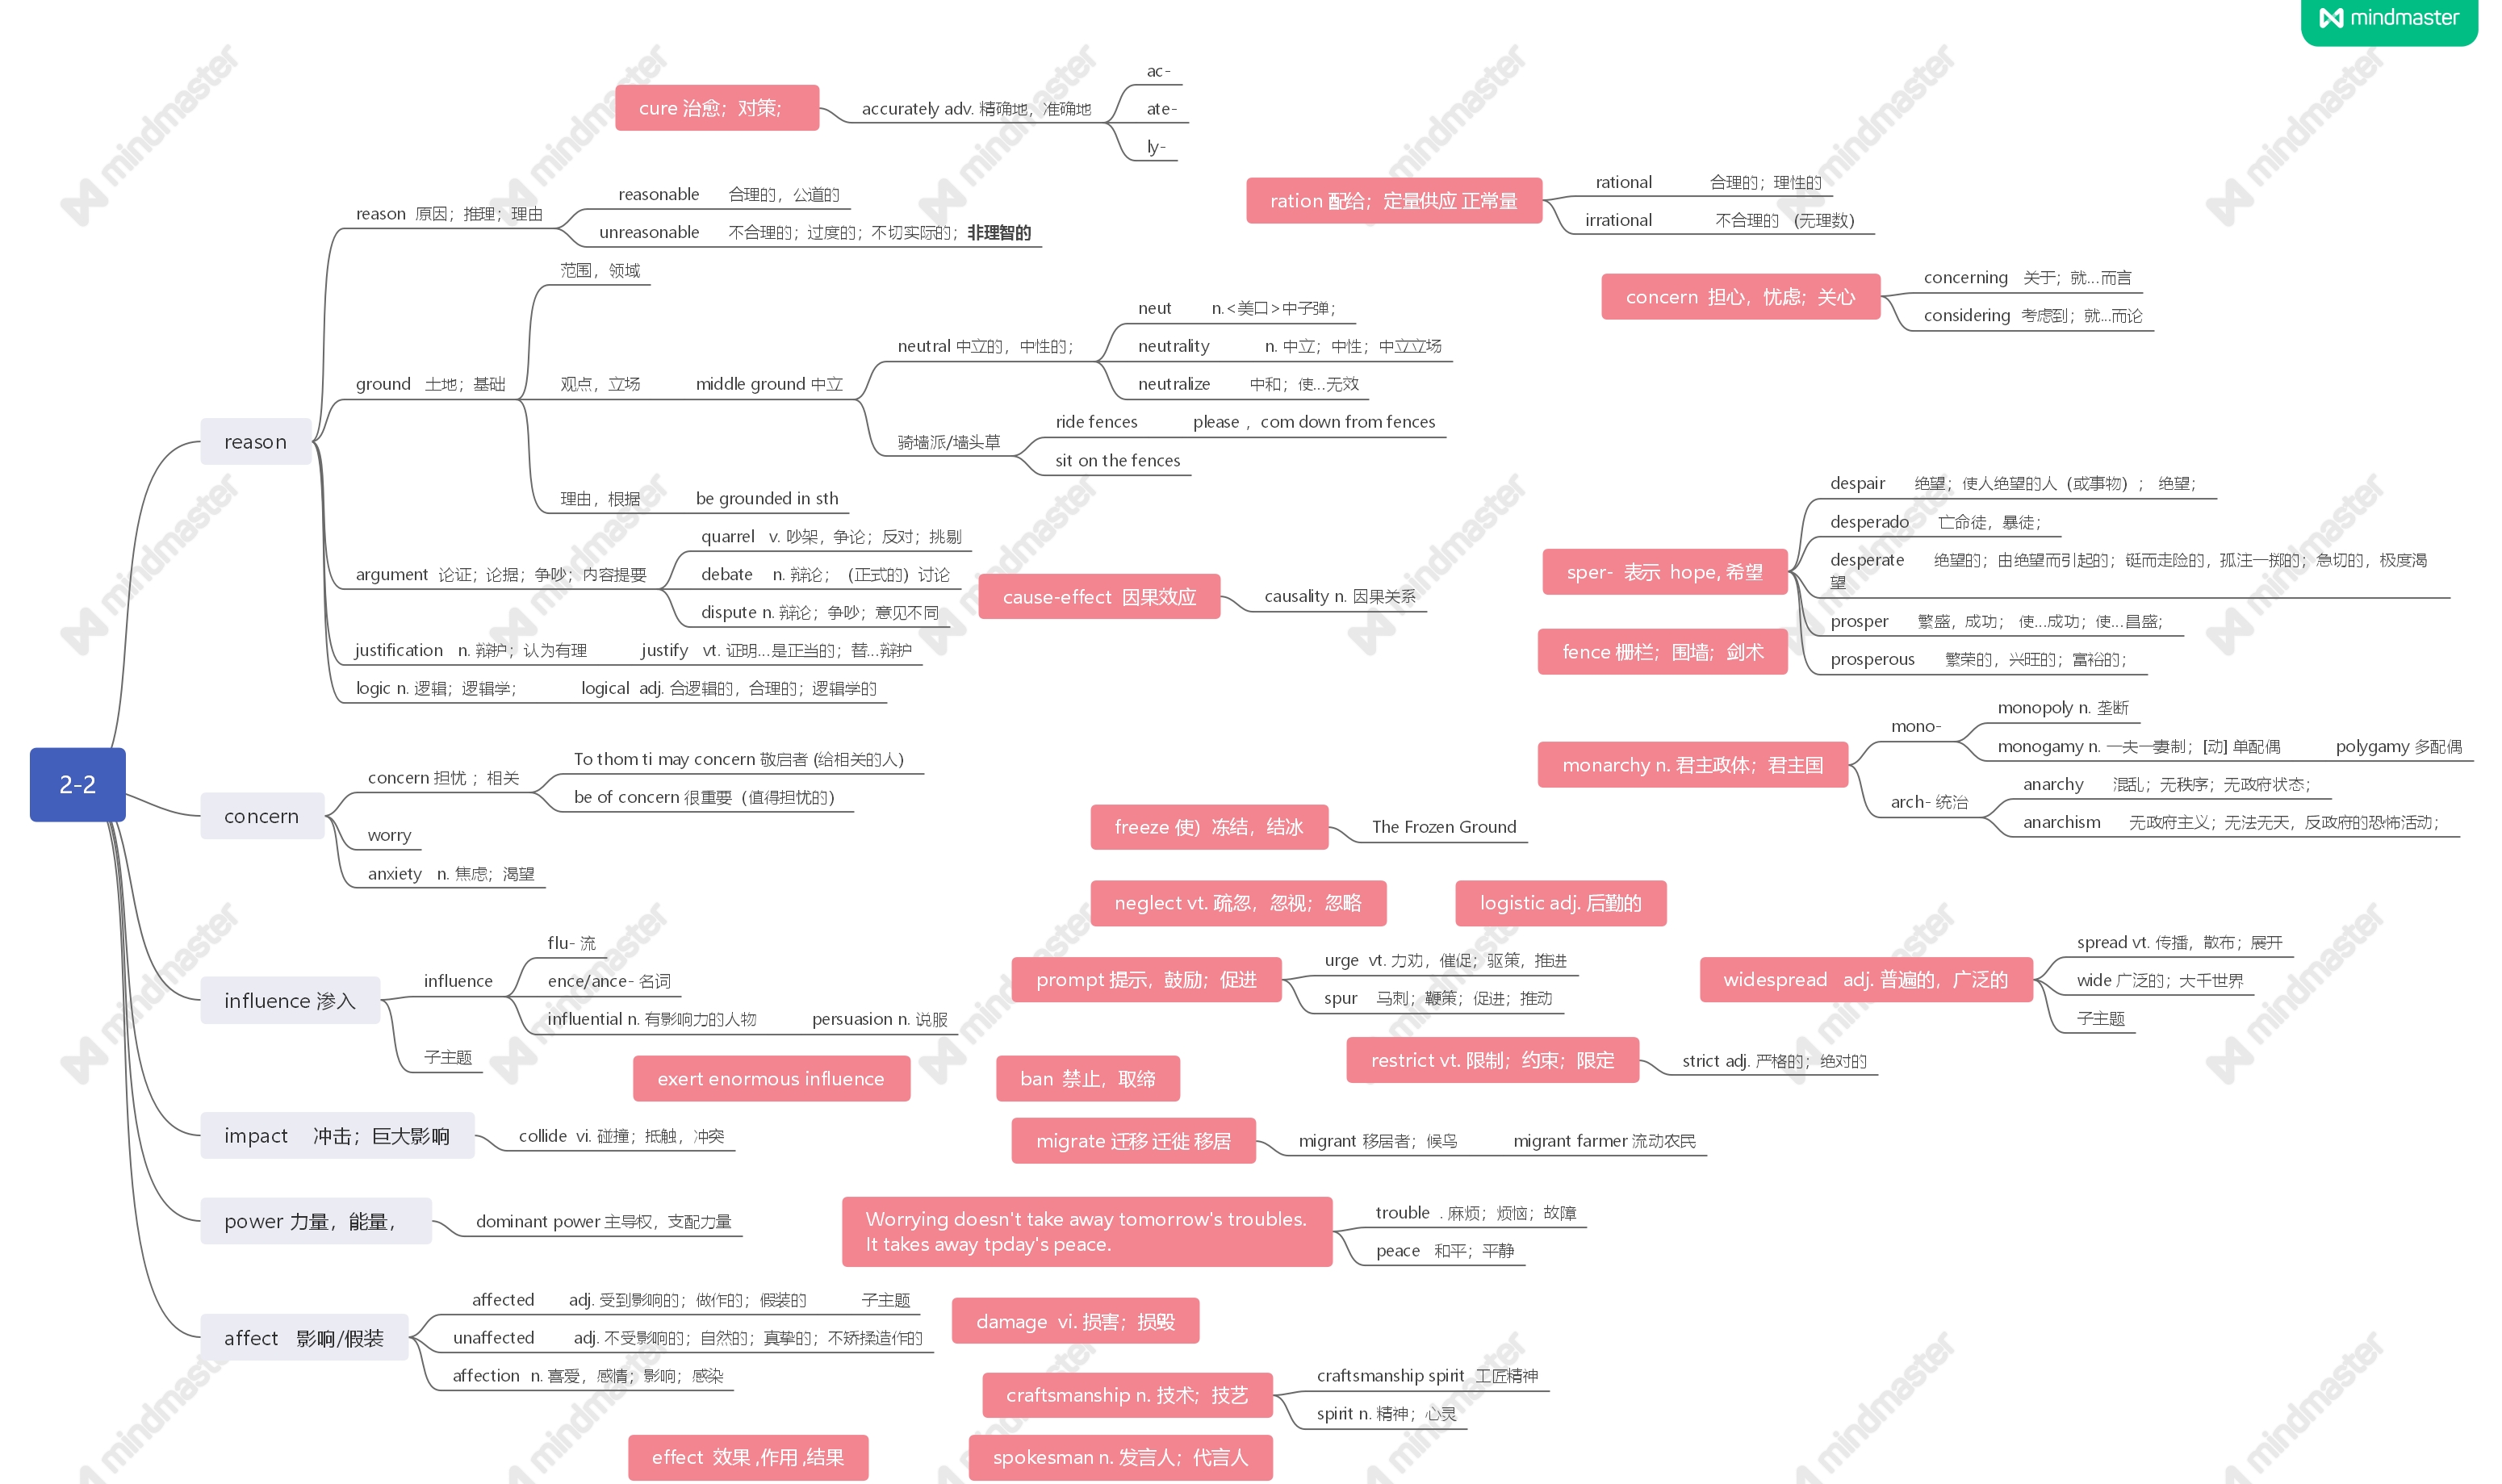 mindmaster
cure 治愈；对策；
accurately adv. 精确地，准确地
ac-
ate-
ly-
ration 配给；定量供应 正常量
rational 合理的；理性的
irrational 不合理的 (无理数)
concern 担心，忧虑；关心
concerning 关于；就...而言
considering 考虑到；就...而论
2-2
reason
reason 原因；推理；理由
reasonable 合理的，公道的
unreasonable 不合理的；过度的；不切实际的；非理智的
ground 土地；基础
范围，领域
观点，立场
middle ground 中立
neutral 中立的，中性的；
neut n.<美口>中子弹；
neutrality n. 中立；中性；中立立场
neutralize 中和；使...无效
骑墙派/墙头草
ride fences
please ，com down from fences
sit on the fences
理由，根据
be grounded in sth
argument 论证；论据；争吵；内容提要
quarrel v. 吵架，争论；反对；挑剔
debate n. 辩论；（正式的）讨论
dispute n. 辩论；争吵；意见不同
justification n. 辩护；认为有理
justify vt. 证明...是正当的；替...辩护
logic n. 逻辑；逻辑学；
logical adj. 合逻辑的，合理的；逻辑学的
cause-effect 因果效应
causality n. 因果关系
sper- 表示 hope, 希望
despair 绝望；使人绝望的人（或事物）； 绝望；
desperado 亡命徒，暴徒；
desperate 绝望的；由绝望而引起的；铤而走险的，孤注一掷的；急切的，极度渴
望
prosper 繁盛，成功； 使...成功；使...昌盛；
prosperous 繁荣的，兴旺的；富裕的；
fence 栅栏；围墙；剑术
monarchy n. 君主政体；君主国
mono-
monopoly n. 垄断
monogamy n. 一夫一妻制；[动] 单配偶
polygamy 多配偶
arch- 统治
anarchy 混乱；无秩序；无政府状态；
anarchism 无政府主义；无法无天，反政府的恐怖活动；
concern
concern 担忧 ；相关
To thom ti may concern 敬启者 (给相关的人)
be of concern 很重要（值得担忧的）
worry
anxiety n. 焦虑；渴望
freeze 使）冻结，结冰
The Frozen Ground
neglect vt. 疏忽，忽视；忽略
logistic adj. 后勤的
influence 渗入
influence
flu- 流
ence/ance- 名词
influential n. 有影响力的人物
persuasion n. 说服
子主题
prompt 提示，鼓励；促进
urge vt. 力劝，催促；驱策，推进
spur 马刺；鞭策；促进；推动
widespread adj. 普遍的，广泛的
spread vt. 传播，散布；展开
wide 广泛的；大千世界
子主题
exert enormous influence
ban 禁止，取缔
restrict vt. 限制；约束；限定
strict adj. 严格的；绝对的
impact 冲击；巨大影响
collide vi. 碰撞；抵触，冲突
migrate 迁移 迁徙 移居
migrant 移居者；候鸟
migrant farmer 流动农民
power 力量，能量，
dominant power 主导权，支配力量
Worrying doesn't take away tomorrow's troubles.
It takes away tpday's peace.
trouble . 麻烦；烦恼；故障
peace 和平；平静
affect 影响/假装
affected adj. 受到影响的；做作的；假装的
子主题
unaffected adj. 不受影响的；自然的；真挚的；不矫揉造作的
affection n. 喜爱，感情；影响；感染
damage vi. 损害；损毁
craftsmanship n. 技术；技艺
craftsmanship spirit 工匠精神
spirit n. 精神；心灵
effect 效果 ,作用 ,结果
spokesman n. 发言人；代言人